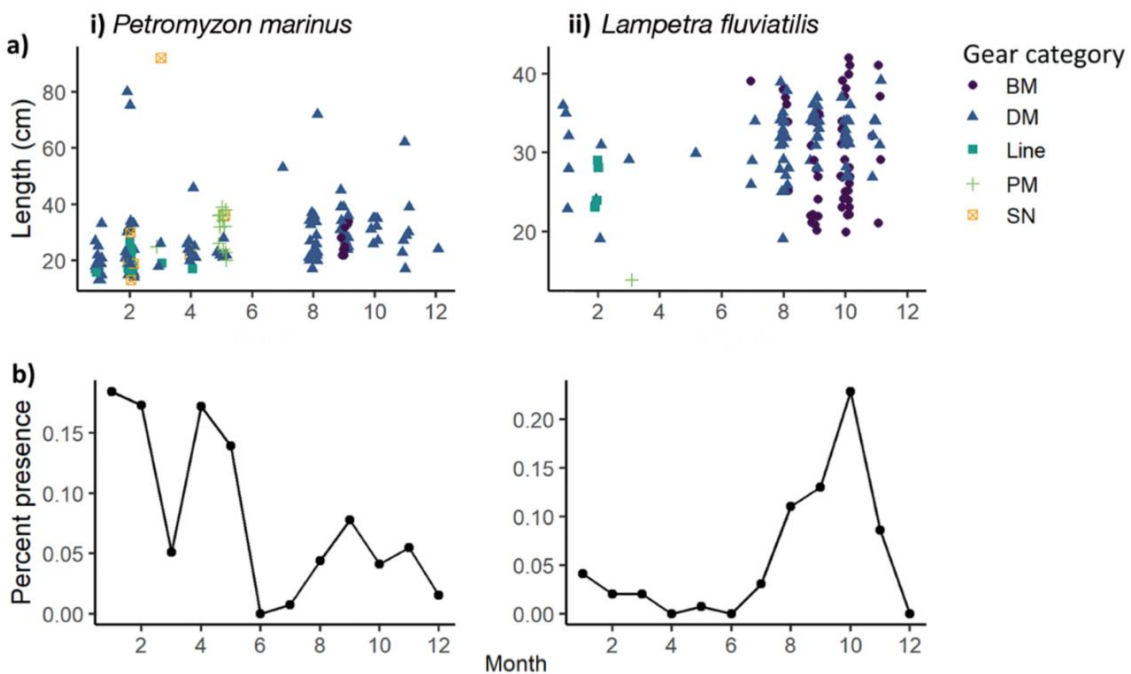 i) Petromyzon marinus
ii) Lampetra fluviatilis
a)
Gear category
BM
DM
Line
PM
SN
Length (cm)
80
60
40
20
2 4 6 8 10 12
40
30
20
2 4 6 8 10 12
b)
Percent presence
0.15
0.10
0.05
0.00
2 4 6 8 10 12
0.20
0.15
0.10
0.05
0.00
2 4 6 8 10 12
Month